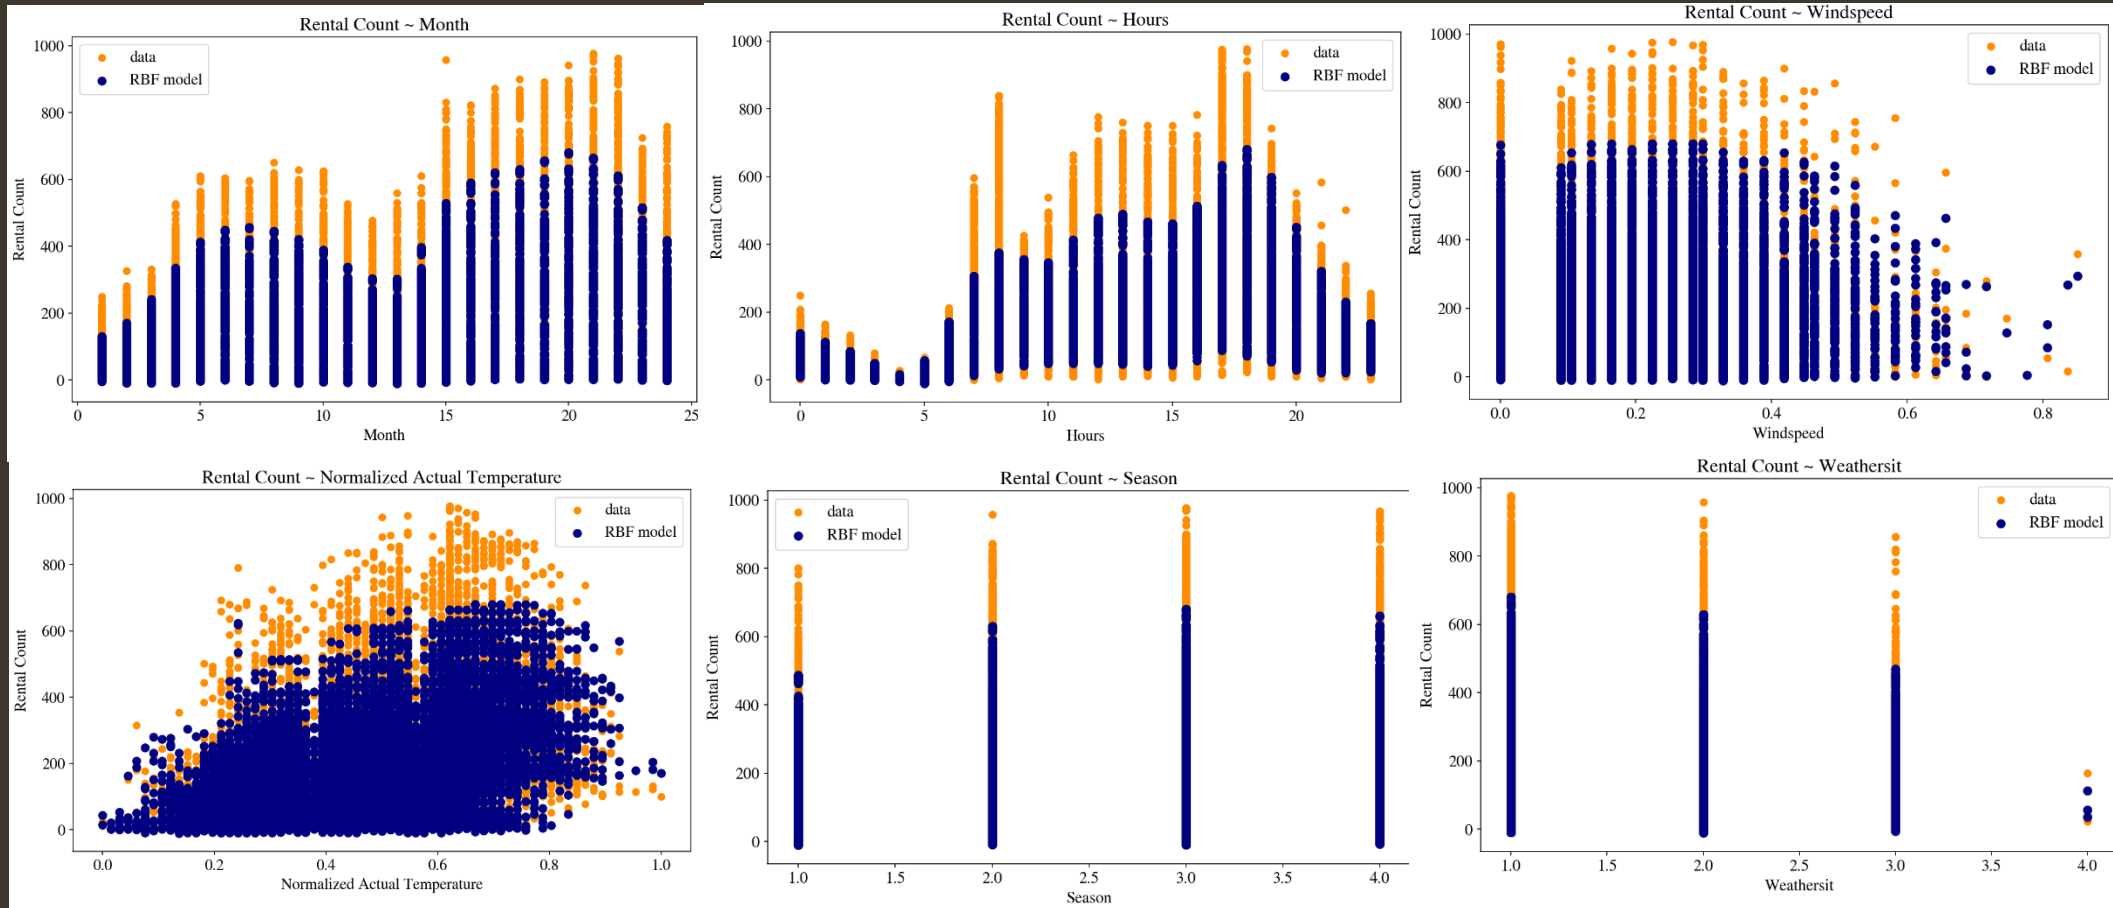 Rental Count ~ Month
data
RBF model
1000
800
600
400
200
0
Rental Count
0 5 10 15 20 25
Month
Rental Count ~ Hours
data
RBF model
1000
800
600
400
200
0
Rental Count
0 5 10 15 20
Hours
Rental Count ~ Windspeed
data
RBF model
1000
800
600
400
200
0
Rental Count
0.0 0.2 0.4 0.6 0.8
Windspeed
Rental Count ~ Normalized Actual Temperature
data
RBF model
1000
800
600
400
200
0
Rental Count
0.0 0.2 0.4 0.6 0.8 1.0
Normalized Actual Temperature
Rental Count ~ Season
data
RBF model
1000
800
600
400
200
0
Rental Count
1.0 1.5 2.0 2.5 3.0 3.5 4.0
Season
Rental Count ~ Weathersit
data
RBF model
1000
800
600
400
200
0
Rental Count
1.0 1.5 2.0 2.5 3.0 3.5 4.0
Weathersit